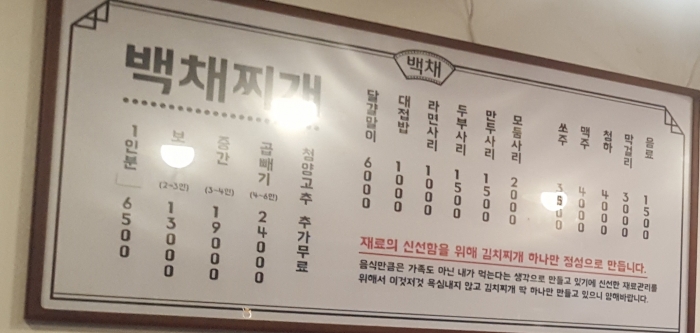 백채찌개
백채
1인분 6500
(2~3인) 13000
중간 (3~4인) 19000
곱빼기 (4~6인) 24000
청양고추 추가무료
달걀말이 6000
대접밥 1000
라면사리 1000
두부사리 1500
만두사리 1500
모둠사리 2000
쏘주
맥주 4000
청하 4000
막걸리 3000
음료 1500
재료의 신선함을 위해 김치찌개 하나만 정성으로 만듭니다.
음식만큼은 가족도 아닌 내가 먹는다는 생각으로 만들고 있기에 신선한 재료관리를
위해서 이것저것 욕심내지 않고 김치찌개 딱 하나만 만들고 있으니 양해바랍니다.